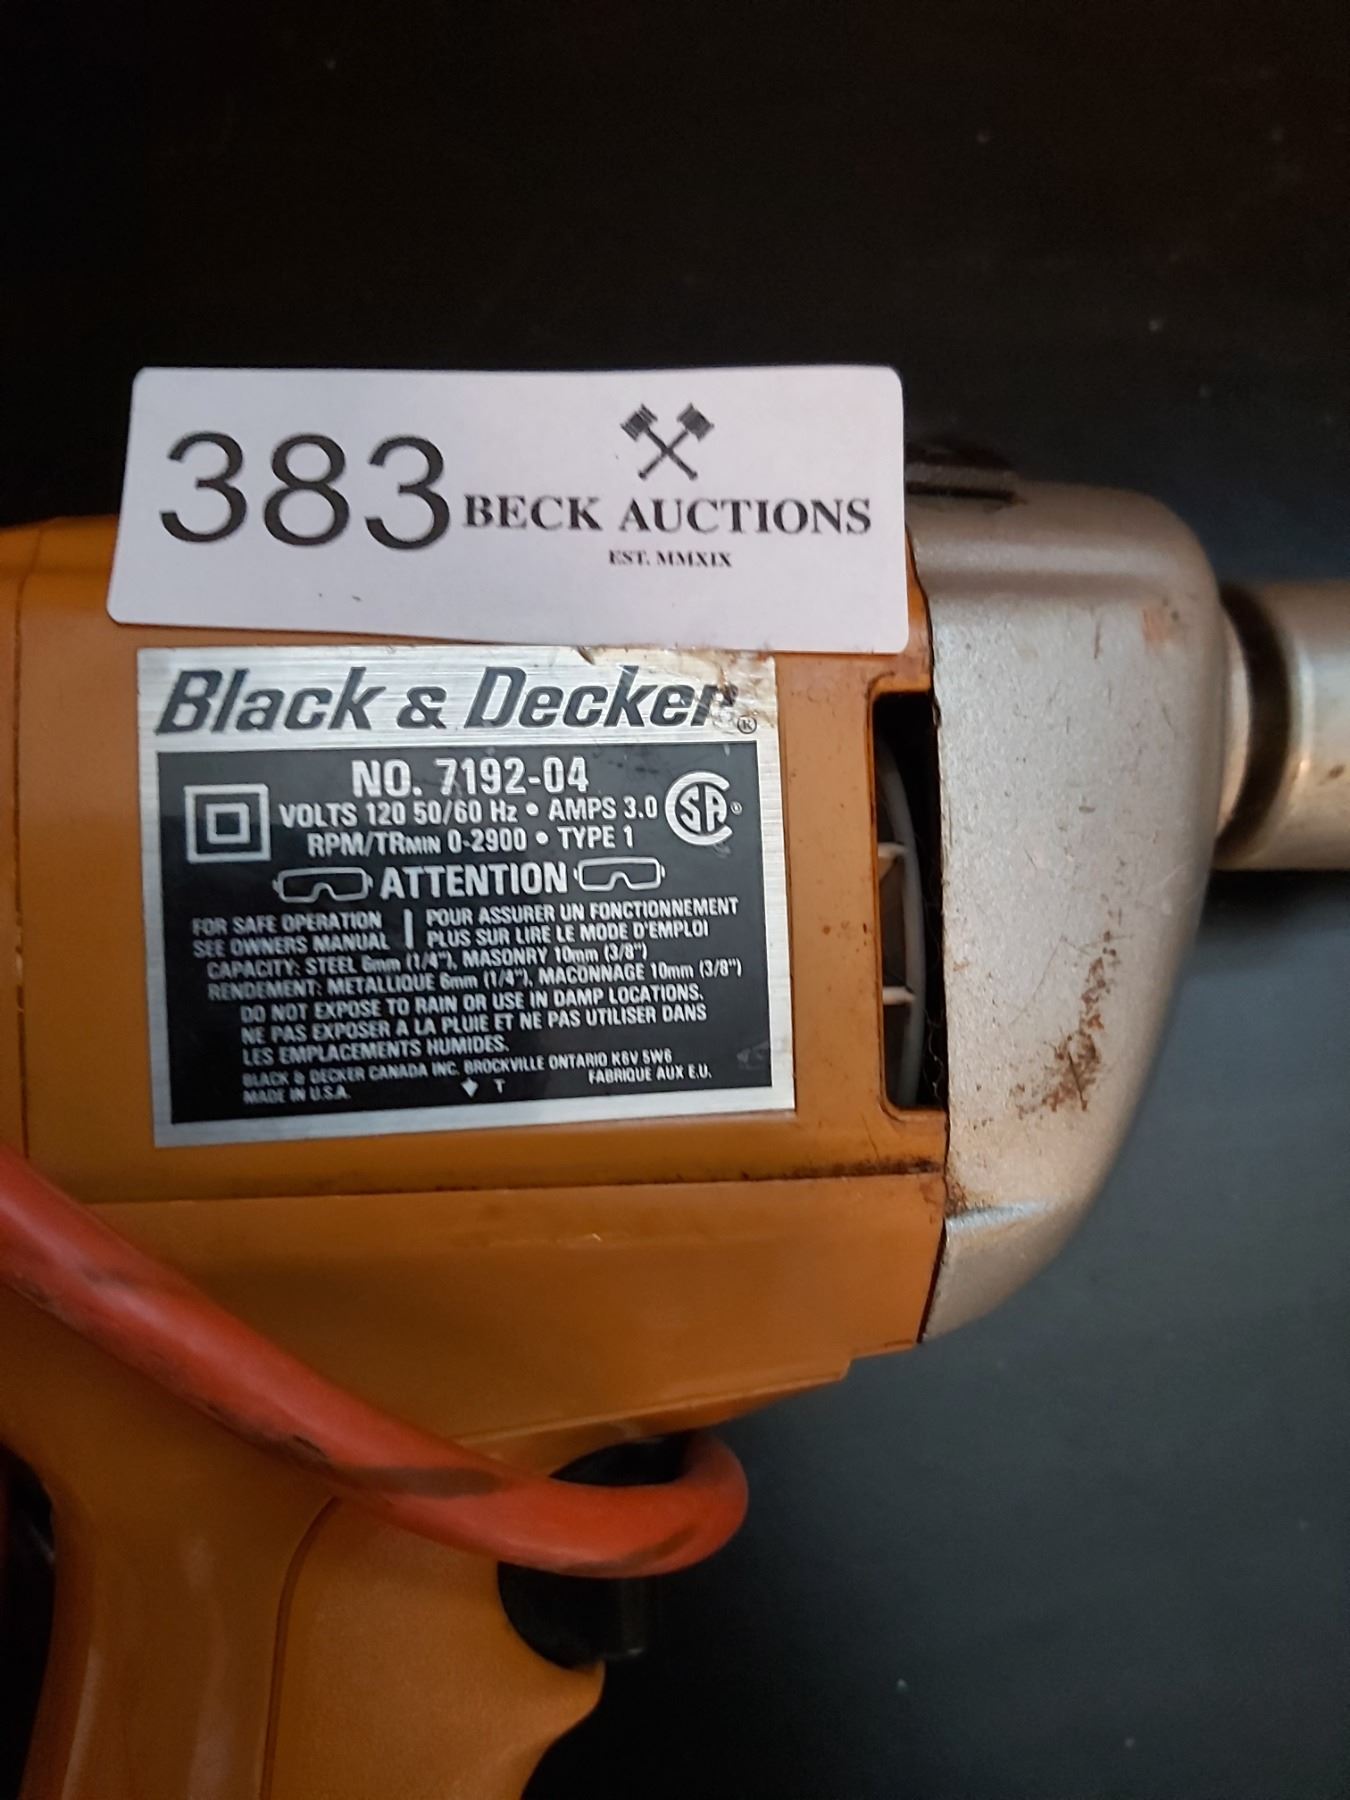 383
BECK AUCTIONS
EST. MMXIX
Black & Decker®
NO. 7192-04
VOLTS 120 50/60 Hz • AMPS 3.0
CSA®
RPM/TRMIN 0-2900 • TYPE 1
ATTENTION
FOR SAFE OPERATION
SEE OWNERS MANUAL
POUR ASSURER UN FONCTIONNEMENT
PLUS SUR LIRE LE MODE D'EMPLOI
CAPACITY: STEEL 6mm (1/4"), MASONRY 10mm (3/8")
RENDEMENT: METALLIQUE 6mm (1/4"), MACONNAGE 10mm (3/8")
DO NOT EXPOSE TO RAIN OR USE IN DAMP LOCATIONS.
NE PAS EXPOSER A LA PLUIE ET NE PAS UTILISER DANS
LES EMPLACEMENTS HUMIDES.
BLACK & DECKER CANADA INC. BROCKVILLE ONTARIO K6V 5W6
MADE IN U.S.A. T FABRIQUE AUX E.U.